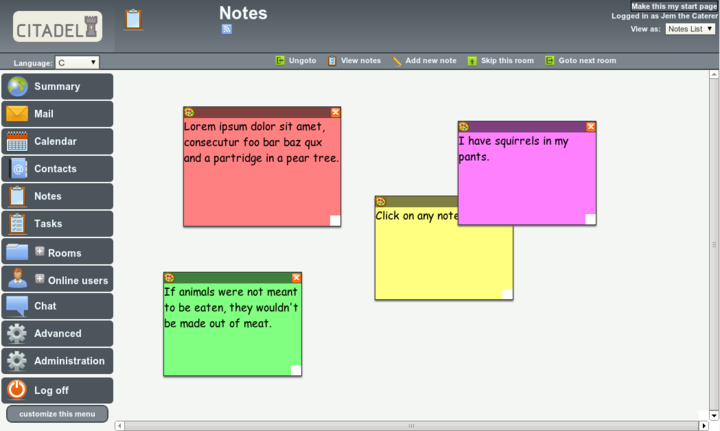 CITADEL
Notes
Make this my start page
Logged in as Jem the Caterer
View as: Notes List
Language: C
Ungoto View notes Add new note Skip this room Goto next room
Summary
Mail
Calendar
Contacts
Notes
Tasks
Rooms
Online users
Chat
Advanced
Administration
Log off
customize this menu
Lorem ipsum dolor sit amet,
consecutur foo bar baz qux
and a partridge in a pear tree.
I have squirrels in my
pants.
Click on any note
If animals were not meant
to be eaten, they wouldn't
be made out of meat.